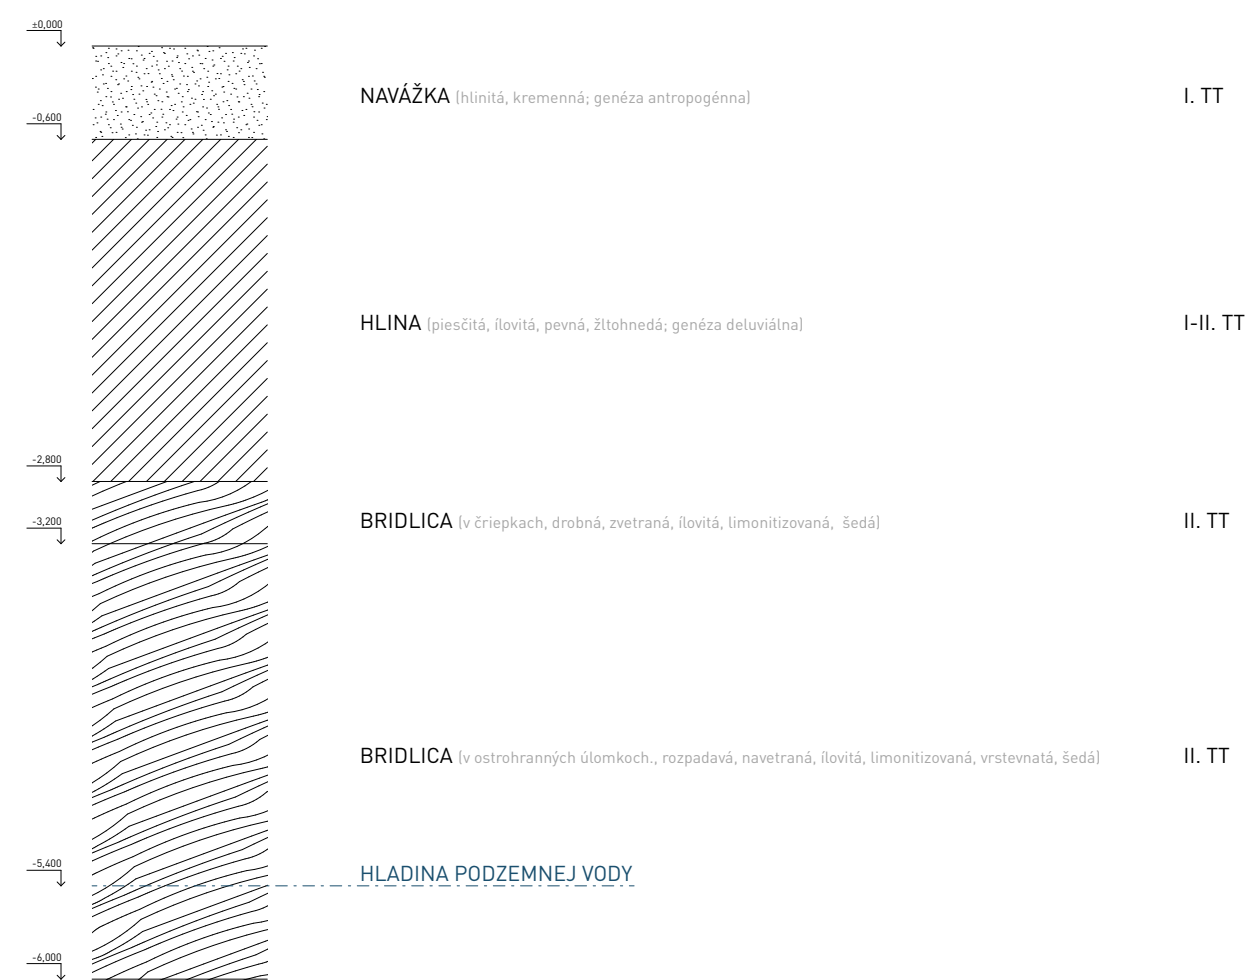 ±0,000
NAVÁŽKA (hlinitá, kremenná; genéza antropogénna) I. TT
-0,600
HLINA (piesčitá, ílovitá, pevná, žltohnedá; genéza deluviálna) I-II. TT
-2,800
BRIDLICA (v čriepkach, drobná, zvetraná, ílovitá, limonitizovaná, šedá) II. TT
-3,200
BRIDLICA (v ostrohranných úlomkoch., rozpadavá, navetraná, ílovitá, limonitizovaná, vrstevnatá, šedá) II. TT
-5,400
HLADINA PODZEMNEJ VODY
-6,000